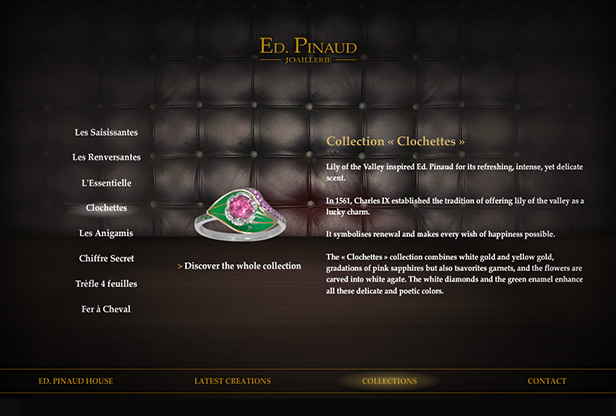 ED. PINAUD
JOAILLERIE
Les Saisissantes
Les Renversantes
L'Essentielle
Clochettes
Les Anigamis
Chiffre Secret
Trèfle 4 feuilles
Fer à Cheval
> Discover the whole collection
Collection « Clochettes »
Lily of the Valley inspired Ed. Pinaud for its refreshing, intense, yet delicate
scent.
In 1561, Charles IX established the tradition of offering lily of the valley as a
lucky charm.
It symbolises renewal and makes every wish of happiness possible.
The « Clochettes » collection combines white gold and yellow gold,
gradations of pink sapphires but also tsavorites garnets, and the flowers are
carved into white agate. The white diamonds and the green enamel enhance
all these delicate and poetic colors.
ED. PINAUD HOUSE
LATEST CREATIONS
COLLECTIONS
CONTACT